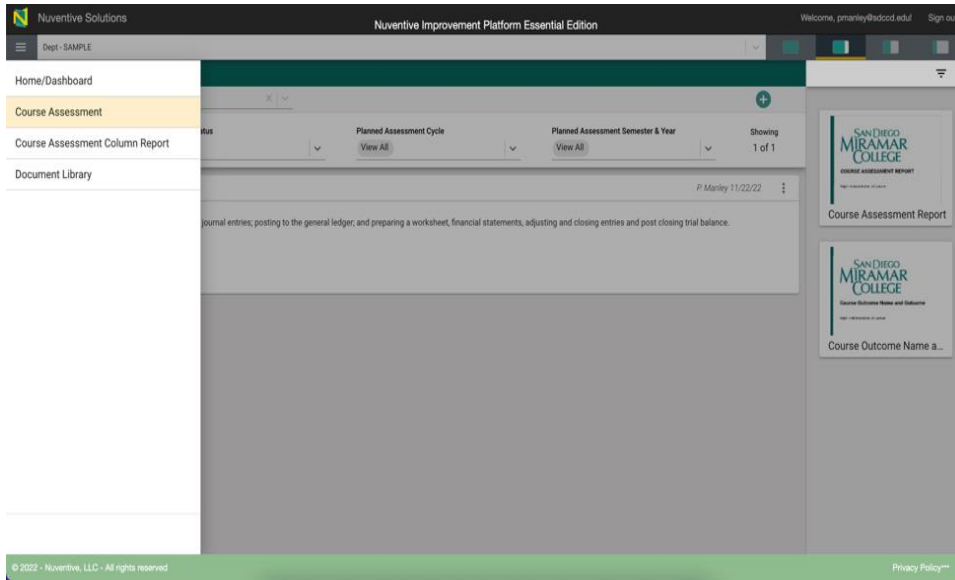 Nuventive Solutions
Nuventive Improvement Platform Essential Edition
Welcome, pmanley@sdccd.edu!
Sign ou
Dept - SAMPLE
Home/Dashboard
Course Assessment
Course Assessment Column Report
Document Library
atus
Planned Assessment Cycle
View All
Planned Assessment Semester & Year
View All
Showing
1 of 1
P. Manley 11/22/22
journal entries; posting to the general ledger; and preparing a worksheet, financial statements, adjusting and closing entries and post closing trial balance.
SAN DIEGO
MIRAMAR
COLLEGE
COURSE ASSESSMENT REPORT
Course Assessment Report
SAN DIEGO
MIRAMAR
COLLEGE
Course Outcome Name and Outcome
Course Outcome Name a...
© 2022 - Nuventive, LLC - All rights reserved
Privacy Policy